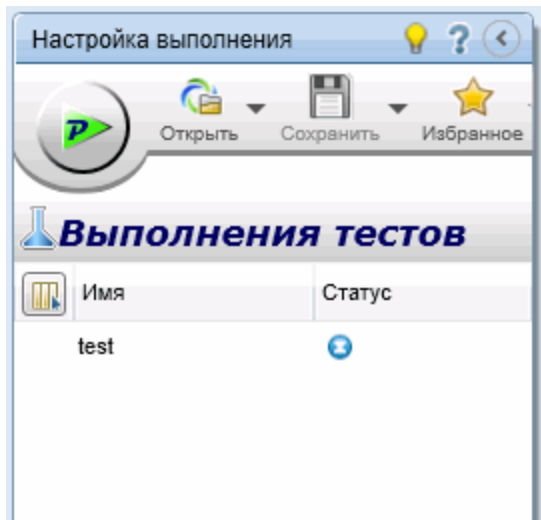 Настройка выполнения
?
P
Открыть Сохранить Избранное
Выполнения тестов
Имя Статус
test